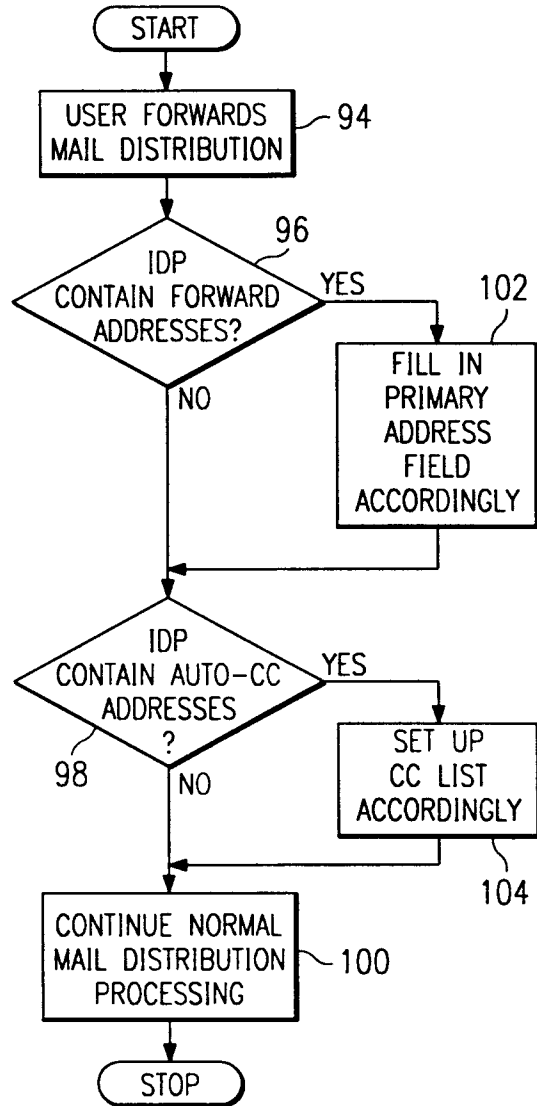 START
USER FORWARDS
MAIL DISTRIBUTION
94
IDP
CONTAIN FORWARD
ADDRESSES?
96
YES
NO
102
FILL IN
PRIMARY
ADDRESS
FIELD
ACCORDINGLY
IDP
CONTAIN AUTO-CC
ADDRESSES
?
98
YES
NO
SET UP
CC LIST
ACCORDINGLY
104
CONTINUE NORMAL
MAIL DISTRIBUTION
PROCESSING
100
STOP